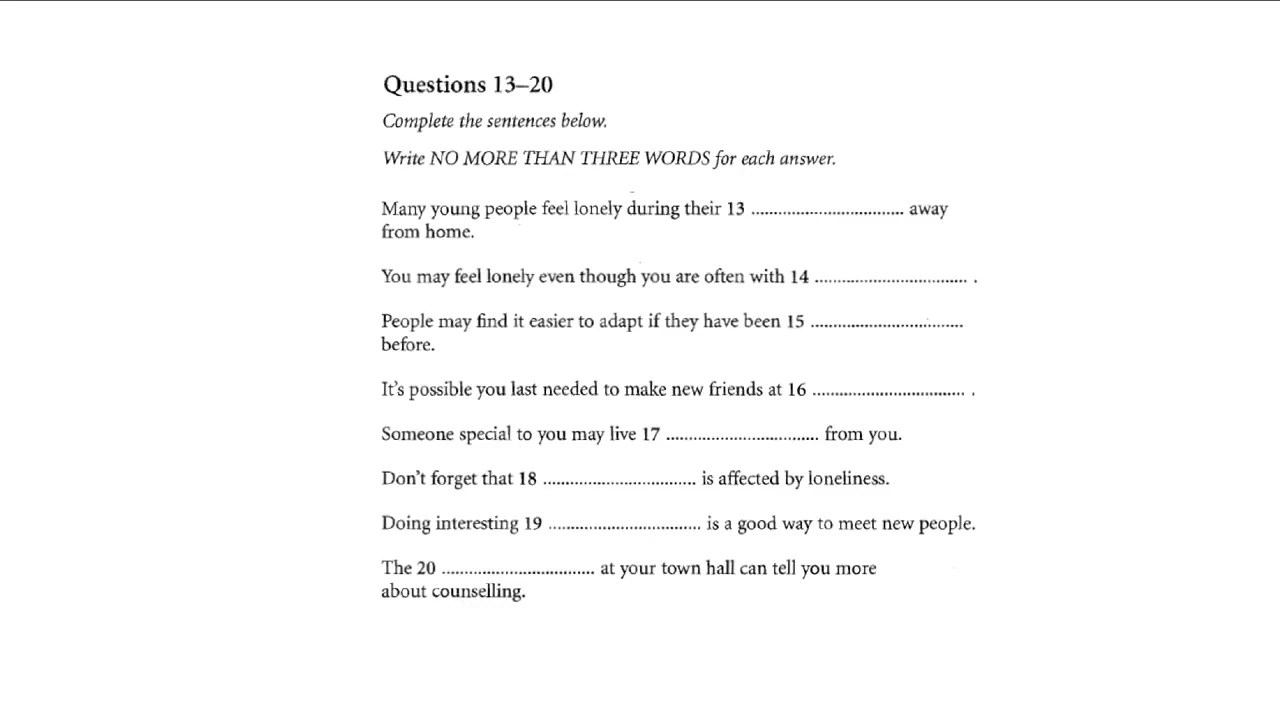 Questions 13–20
Complete the sentences below.
Write NO MORE THAN THREE WORDS for each answer.
Many young people feel lonely during their 13 .................................. away
from home.
You may feel lonely even though you are often with 14 .................................. .
People may find it easier to adapt if they have been 15 ..................................
before.
It's possible you last needed to make new friends at 16 .................................. .
Someone special to you may live 17 .................................. from you.
Don't forget that 18 .................................. is affected by loneliness.
Doing interesting 19 .................................. is a good way to meet new people.
The 20 .................................. at your town hall can tell you more
about counselling.